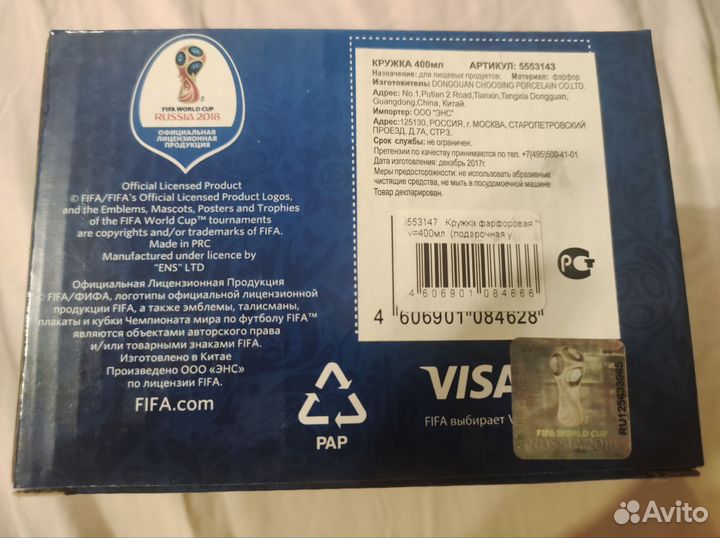 FIFA WORLD CUP
RUSSIA 2018
ОФИЦИАЛЬНАЯ
ЛИЦЕНЗИОННАЯ
ПРОДУКЦИЯ
Official Licensed Product
© FIFA/FIFA's Official Licensed Product Logos,
and the Emblems, Mascots, Posters and Trophies
of the FIFA World Cup™ tournaments
are copyrights and/or trademarks of FIFA.
Made in PRC
Manufactured under licence by
"ENS" LTD
Официальная Лицензионная Продукция
© FIFA/ФИФА, логотипы официальной лицензионной
продукции FIFA, а также эмблемы, талисманы,
плакаты и кубки Чемпионата мира по футболу FIFA™
являются объектами авторского права
и/или товарными знаками FIFA.
Изготовлено в Китае
Произведено ООО «ЭНС»
по лицензии FIFA.
FIFA.com
PAP
КРУЖКА 400мл АРТИКУЛ: 5553143
Назначение: для пищевых продуктов; Материал: фарфор
Изготовитель: DONGGUAN CHOOSING PORCELAIN CO.LTD.
Адрес: No.1,Putian 2 Road,Tianxin,Tangxia Dongguan,
Guangdong,China, Китай.
Импортер: ООО "ЭНС"
Адрес:125130, РОССИЯ, г. МОСКВА, СТАРОПЕТРОВСКИЙ
ПРОЕЗД, Д.7А, СТР.3.
Срок службы: не ограничен.
Претензии по качеству принимаются по тел. +7(495)500-41-01
Дата изготовления: декабрь 2017г.
Меры предосторожности: не использовать абразивные
чистящие средства, не мыть в посудомоечной машине
Товар декларирован.
5553147 Кружка фарфоровая
v=400мл (подарочная у
4 606901 084666
4 606901 084628
РСТ
VISA
FIFA выбирает V
FIFA WORLD CUP
RUSSIA 2018
RU125633965
Avito